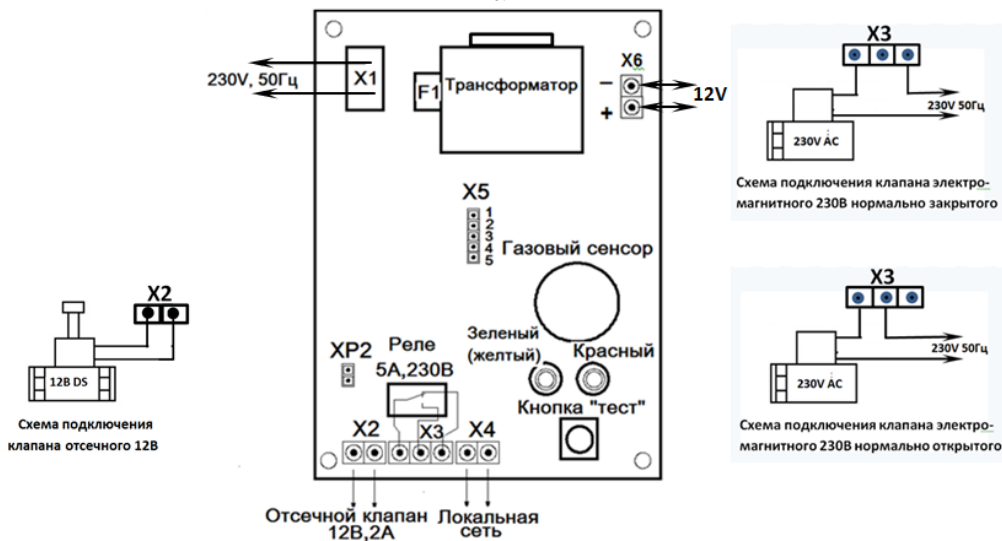 230V, 50Гц
X1
F1
Трансформатор
X6
−
+
12V
X5
1
2
3
4
5
Газовый сенсор
Зеленый
(желтый)
Красный
Кнопка "тест"
XP2
Реле
5А,230В
X2
X3
X4
Отсечной клапан
12В,2А
Локальная
сеть
X2
12В DS
Схема подключения
клапана отсечного 12В
X3
230V 50Гц
230V AC
Схема подключения клапана электро-
магнитного 230В нормально закрытого
X3
230V 50Гц
230V AC
Схема подключения клапана электро-
магнитного 230В нормально открытого